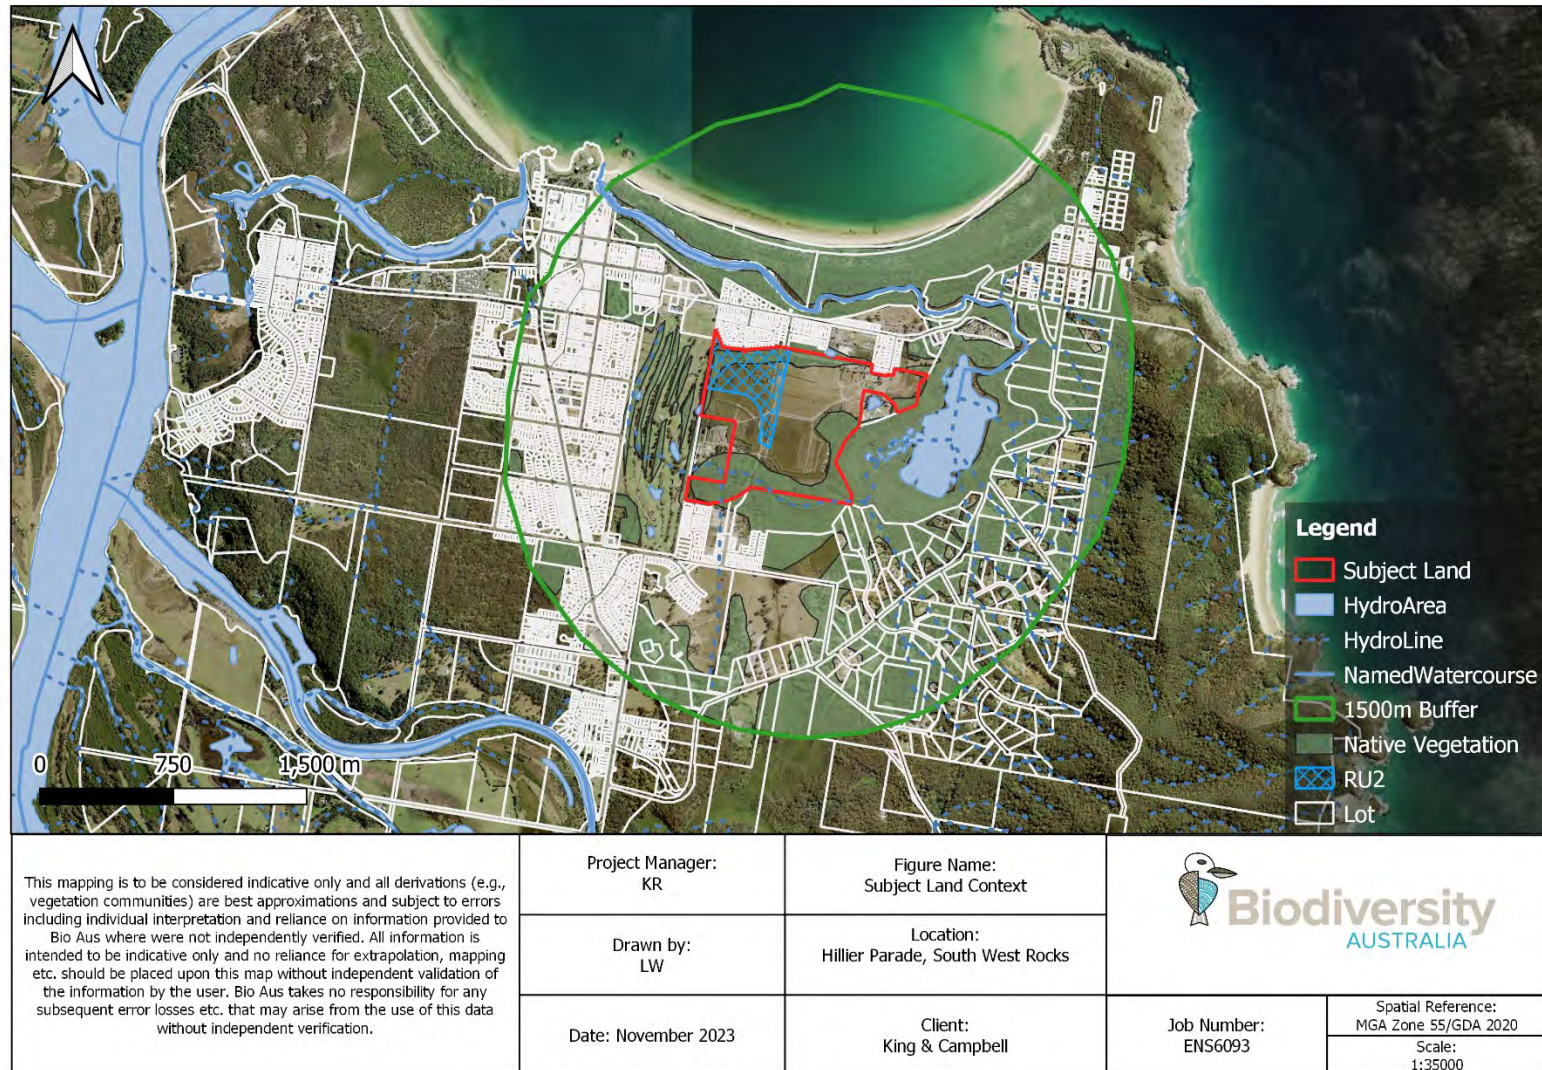 0 750 1,500 m
Legend
Subject Land
HydroArea
HydroLine
NamedWatercourse
1500m Buffer
Native Vegetation
RU2
Lot
This mapping is to be considered indicative only and all derivations (e.g.,
vegetation communities) are best approximations and subject to errors
including individual interpretation and reliance on information provided to
Bio Aus where were not independently verified. All information is
intended to be indicative only and no reliance for extrapolation, mapping
etc. should be placed upon this map without independent validation of
the information by the user. Bio Aus takes no responsibility for any
subsequent error losses etc. that may arise from the use of this data
without independent verification.
Project Manager:
KR
Figure Name:
Subject Land Context
Drawn by:
LW
Location:
Hillier Parade, South West Rocks
Date: November 2023
Client:
King & Campbell
Biodiversity
AUSTRALIA
Job Number:
ENS6093
Spatial Reference:
MGA Zone 55/GDA 2020
Scale:
1:35000